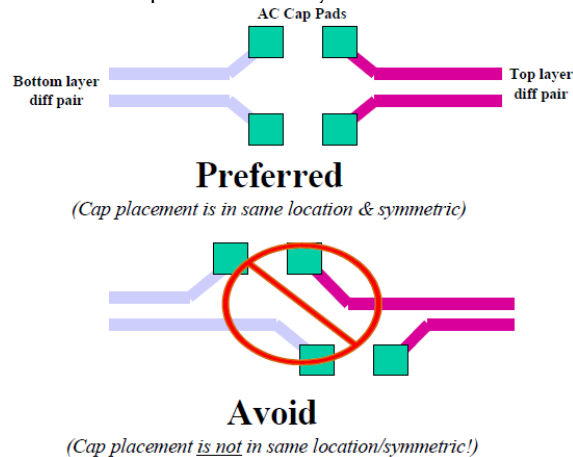 AC Cap Pads
Bottom layer
diff pair
Top layer
diff pair
Preferred
(Cap placement is in same location & symmetric)
Avoid
(Cap placement is not in same location/symmetric!)